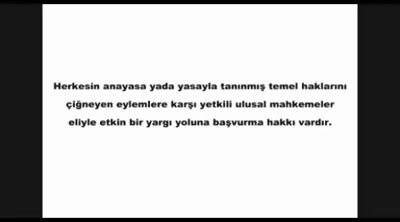 Herkesin anayasa yada yasayla tanınmış temel haklarını
çiğneyen eylemlere karşı yetkili ulusal mahkemeler
eliyle etkin bir yargı yoluna başvurma hakkı vardır.